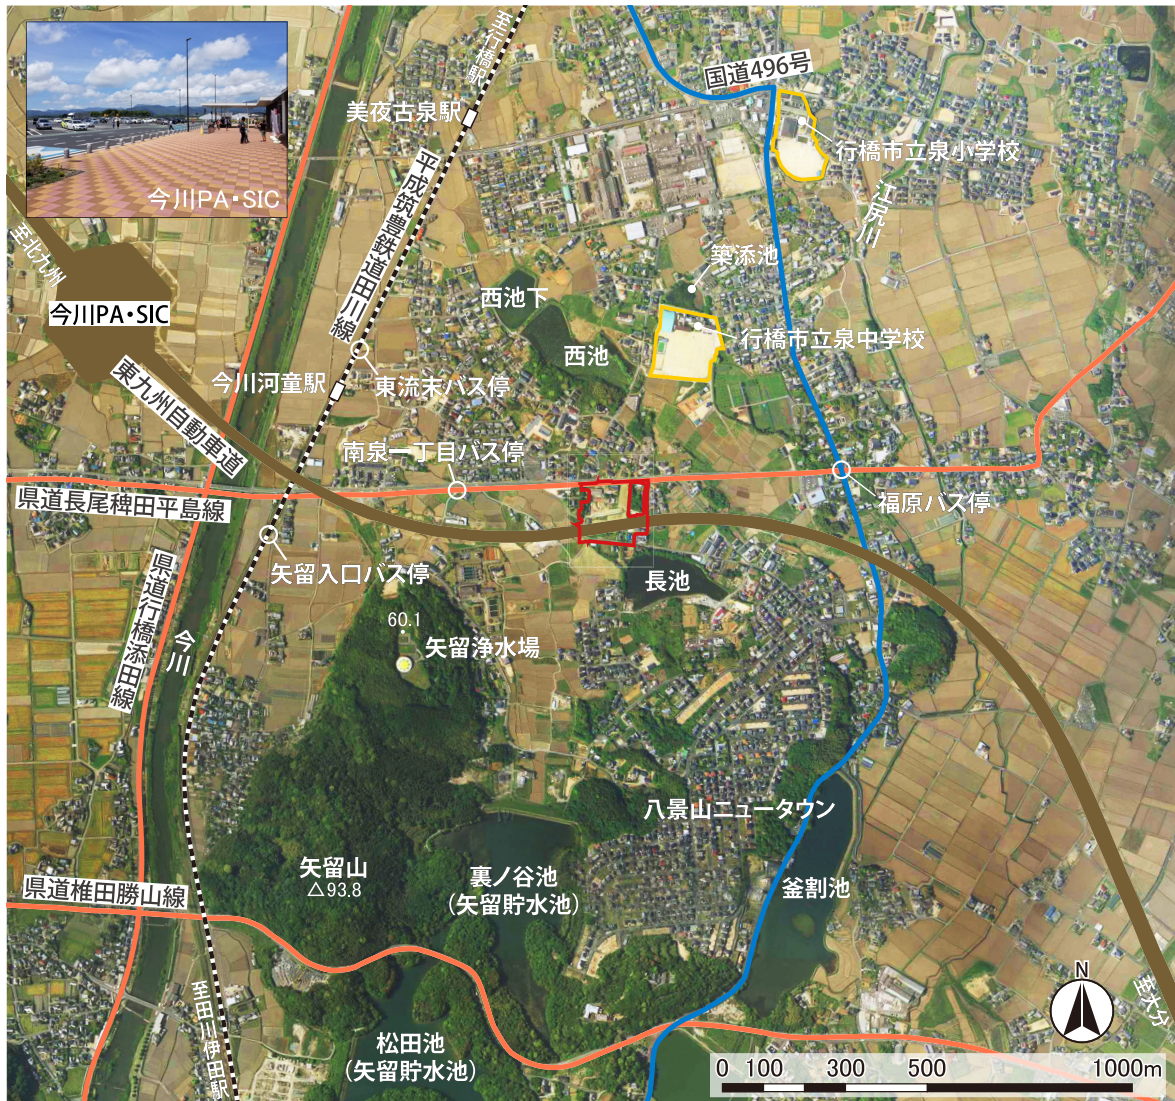 至行橋駅
国道496号
美夜古泉駅
行橋市立泉小学校
平成筑豊鉄道田川線
江尻川
今川PA・SIC
至北九州
築添池
西池下
今川PA・SIC
行橋市立泉中学校
西池
東九州自動車道
今川河童駅
東流末バス停
南泉一丁目バス停
県道長尾稗田平島線
福原バス停
矢留入口バス停
長池
県道行橋添田線
今川
60.1
矢留浄水場
八景山ニュータウン
矢留山
△93.8
裏ノ谷池
（矢留貯水池）
釜割池
県道椎田勝山線
至田川伊田駅
松田池
（矢留貯水池）
N
至大分
0 100 300 500 1000m